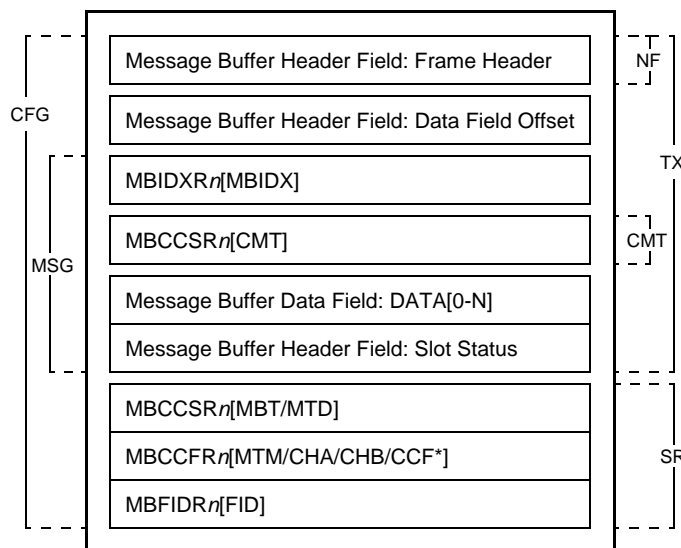 Message Buffer Header Field: Frame Header
NF
CFG
Message Buffer Header Field: Data Field Offset
TX
MBIDXRn[MBIDX]
MBCCSRn[CMT]
CMT
MSG
Message Buffer Data Field: DATA[0-N]
Message Buffer Header Field: Slot Status
MBCCSRn[MBT/MTD]
MBCCFRn[MTM/CHA/CHB/CCF*]
SR
MBFIDRn[FID]